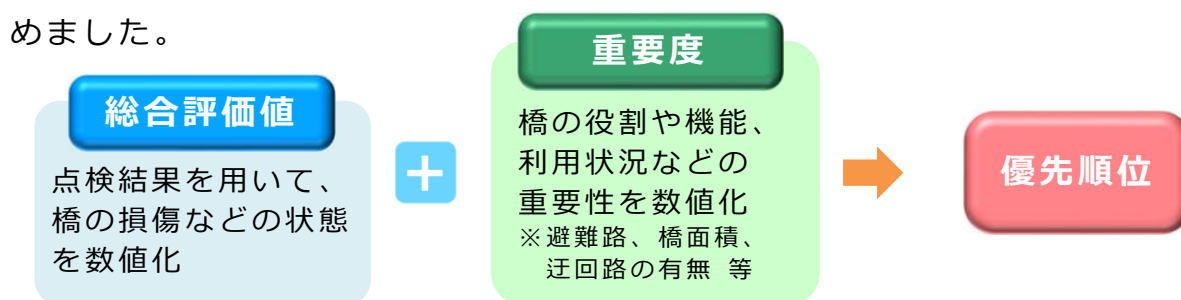 めました。
総合評価値
点検結果を用いて、
橋の損傷などの状態
を数値化
+
重要度
橋の役割や機能、
利用状況などの
重要性を数値化
※避難路、橋面積、
迂回路の有無 等
優先順位